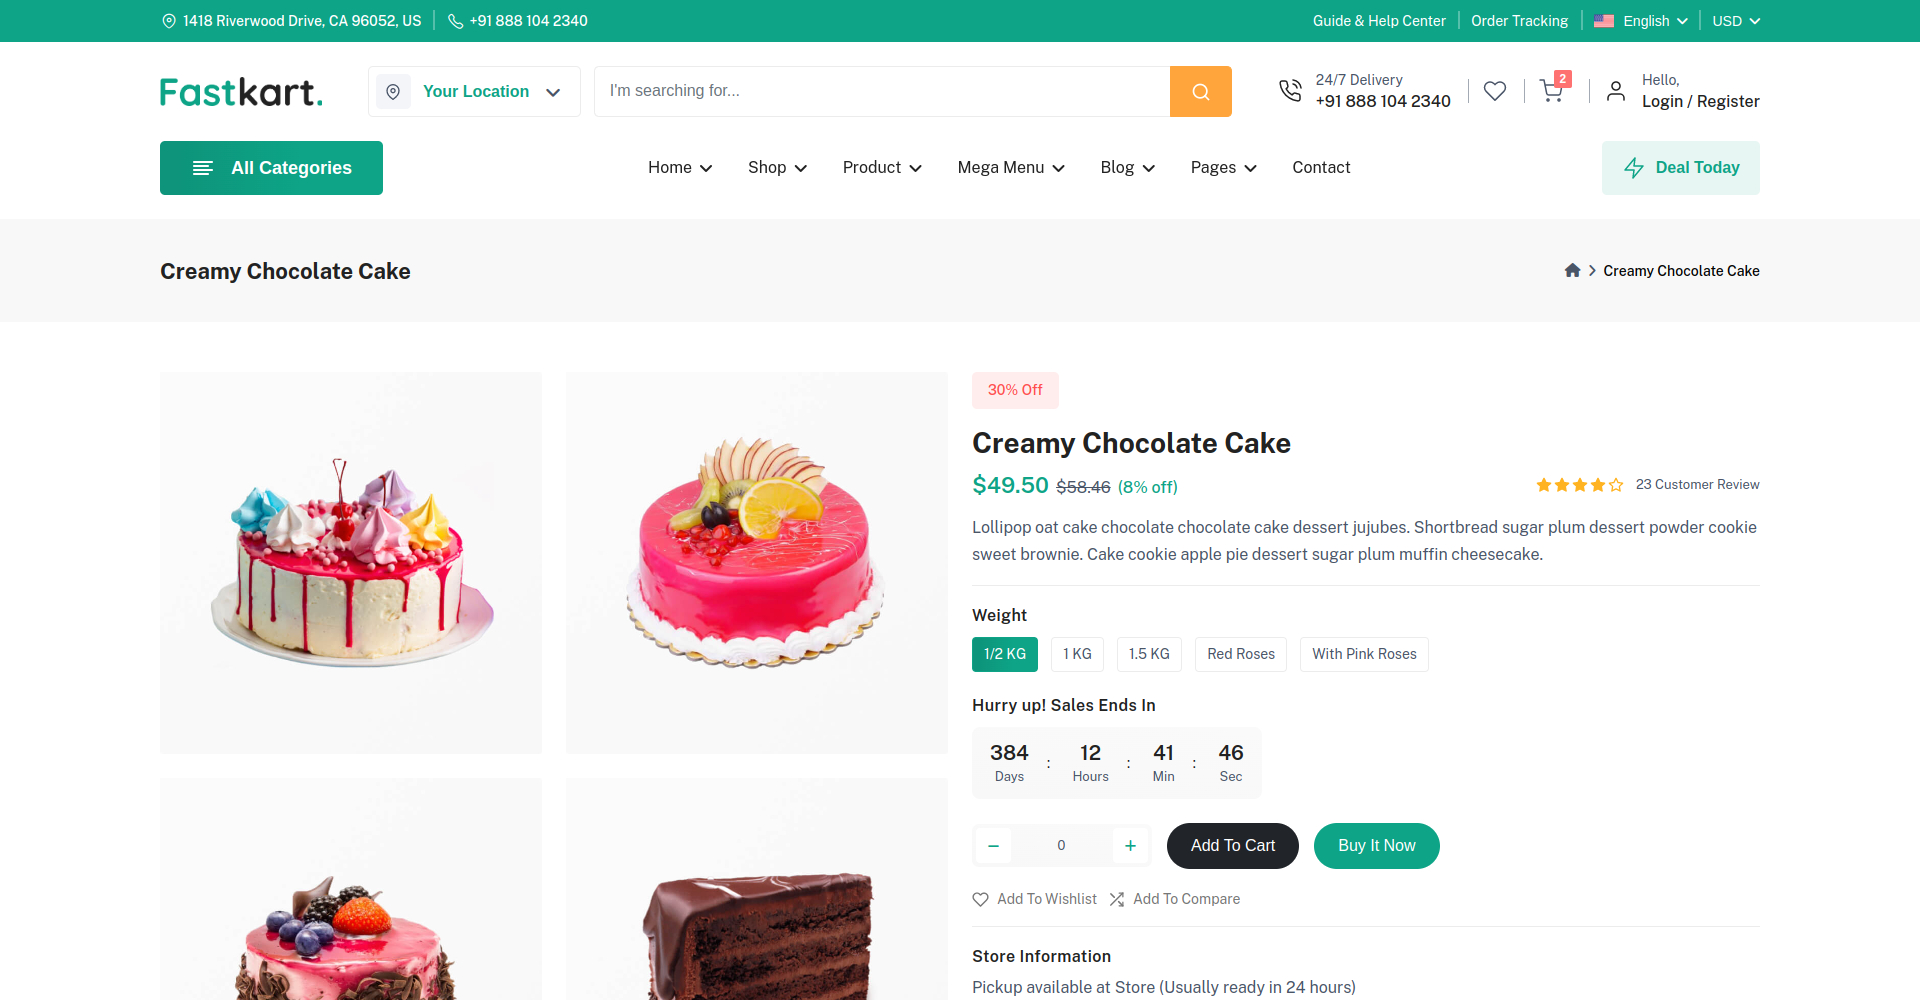 1418 Riverwood Drive, CA 96052, US
+91 888 104 2340
Guide & Help Center
Order Tracking
English
USD
Fastkart.
Your Location
I'm searching for...
24/7 Delivery
+91 888 104 2340
2
Hello,
Login / Register
All Categories
Home
Shop
Product
Mega Menu
Blog
Pages
Contact
Deal Today
Creamy Chocolate Cake
Creamy Chocolate Cake
30% Off
Creamy Chocolate Cake
$49.50 $58.46 (8% off)
23 Customer Review
Lollipop oat cake chocolate chocolate cake dessert jujubes. Shortbread sugar plum dessert powder cookie
sweet brownie. Cake cookie apple pie dessert sugar plum muffin cheesecake.
Weight
1/2 KG
1 KG
1.5 KG
Red Roses
With Pink Roses
Hurry up! Sales Ends In
384 : 12 : 41 : 46
Days Hours Min Sec
− 0 +
Add To Cart
Buy It Now
Add To Wishlist
Add To Compare
Store Information
Pickup available at Store (Usually ready in 24 hours)